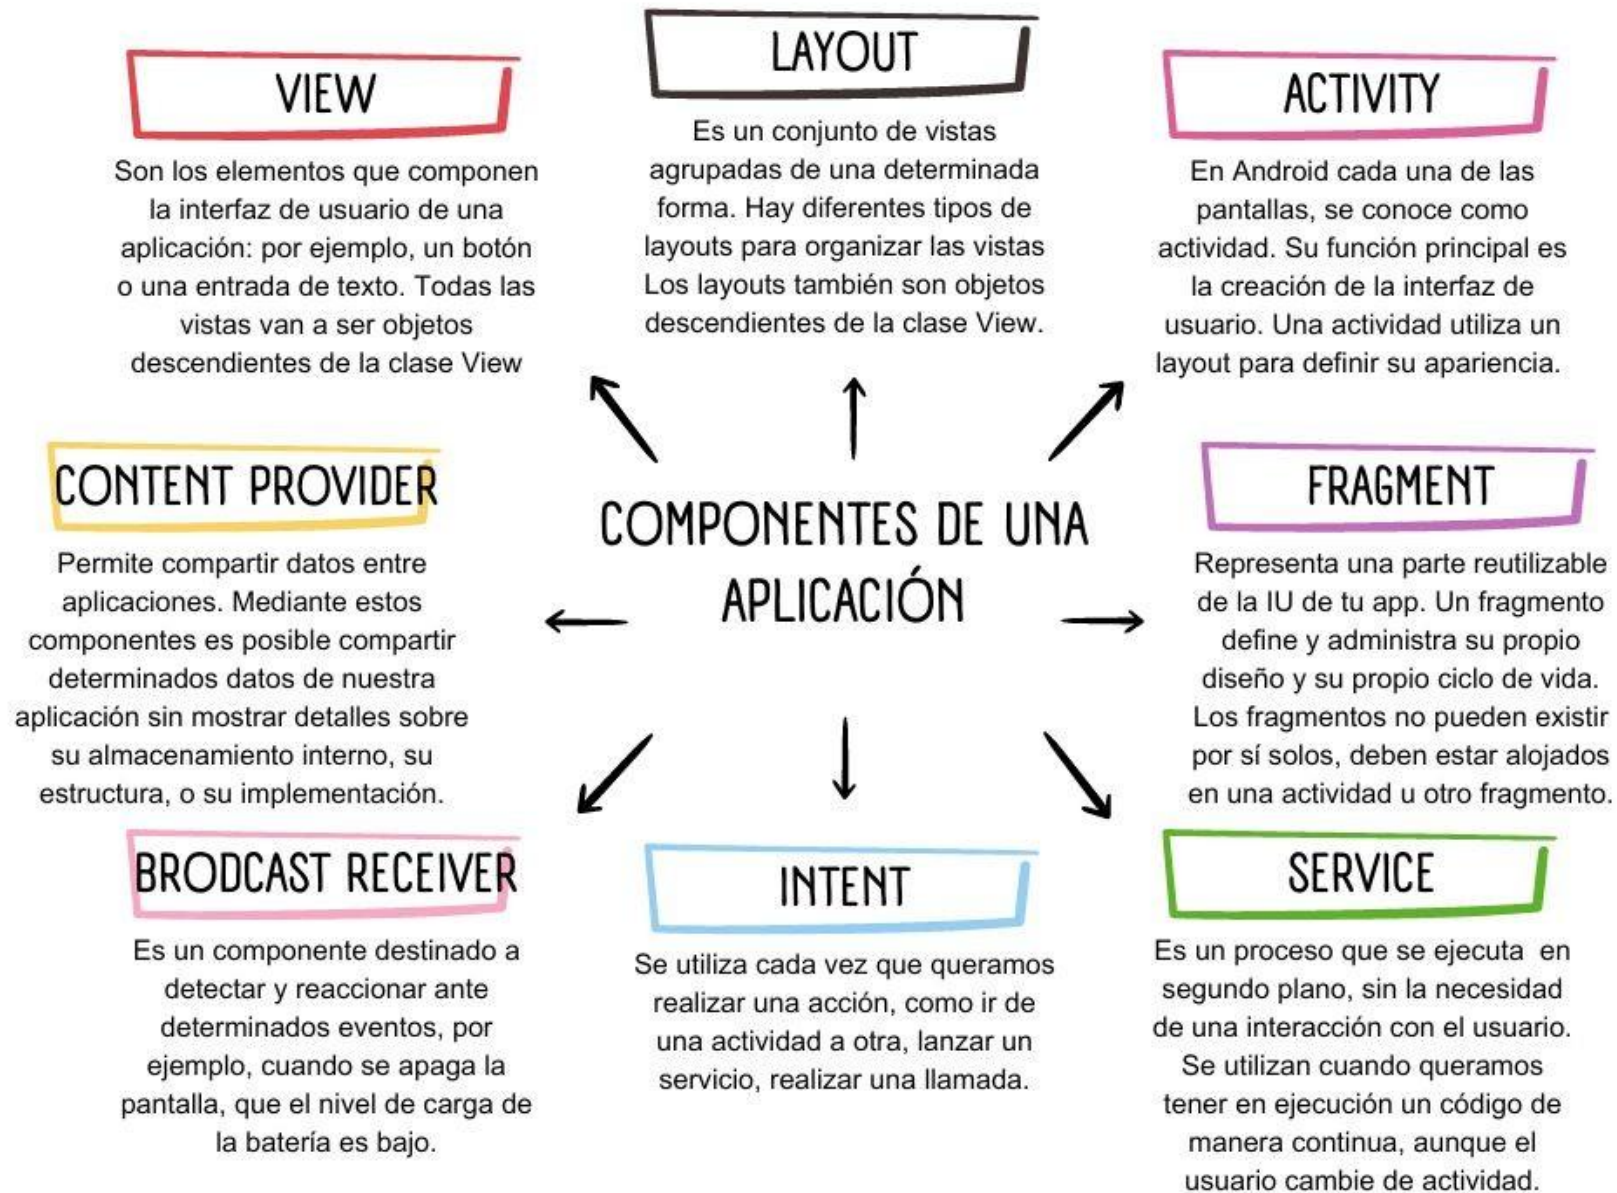 VIEW
Son los elementos que componen
la interfaz de usuario de una
aplicación: por ejemplo, un botón
o una entrada de texto. Todas las
vistas van a ser objetos
descendientes de la clase View
LAYOUT
Es un conjunto de vistas
agrupadas de una determinada
forma. Hay diferentes tipos de
layouts para organizar las vistas
Los layouts también son objetos
descendientes de la clase View.
ACTIVITY
En Android cada una de las
pantallas, se conoce como
actividad. Su función principal es
la creación de la interfaz de
usuario. Una actividad utiliza un
layout para definir su apariencia.
CONTENT PROVIDER
Permite compartir datos entre
aplicaciones. Mediante estos
componentes es posible compartir
determinados datos de nuestra
aplicación sin mostrar detalles sobre
su almacenamiento interno, su
estructura, o su implementación.
COMPONENTES DE UNA
APLICACIÓN
FRAGMENT
Representa una parte reutilizable
de la IU de tu app. Un fragmento
define y administra su propio
diseño y su propio ciclo de vida.
Los fragmentos no pueden existir
por sí solos, deben estar alojados
en una actividad u otro fragmento.
BRODCAST RECEIVER
Es un componente destinado a
detectar y reaccionar ante
determinados eventos, por
ejemplo, cuando se apaga la
pantalla, que el nivel de carga de
la batería es bajo.
INTENT
Se utiliza cada vez que queramos
realizar una acción, como ir de
una actividad a otra, lanzar un
servicio, realizar una llamada.
SERVICE
Es un proceso que se ejecuta  en
segundo plano, sin la necesidad
de una interacción con el usuario.
Se utilizan cuando queramos
tener en ejecución un código de
manera continua, aunque el
usuario cambie de actividad.